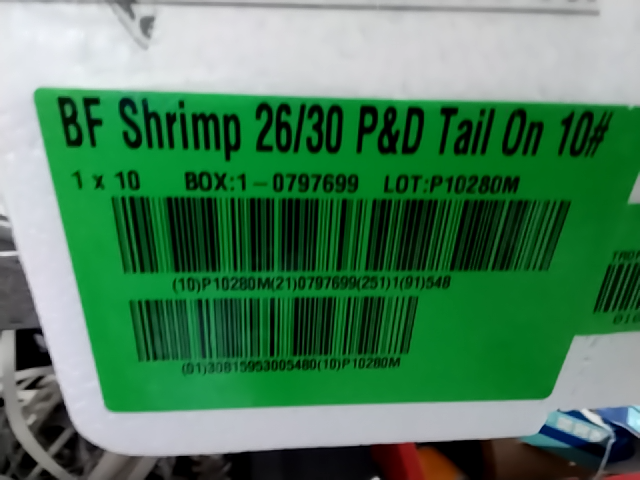 BF Shrimp 26/30 P&D Tail On 10#
1 x 10 BOX:1-0797699 LOT:P10280M
(10)P10280M(21)0797699(251)1(91)548
(01)30815953005480(10)P10280M